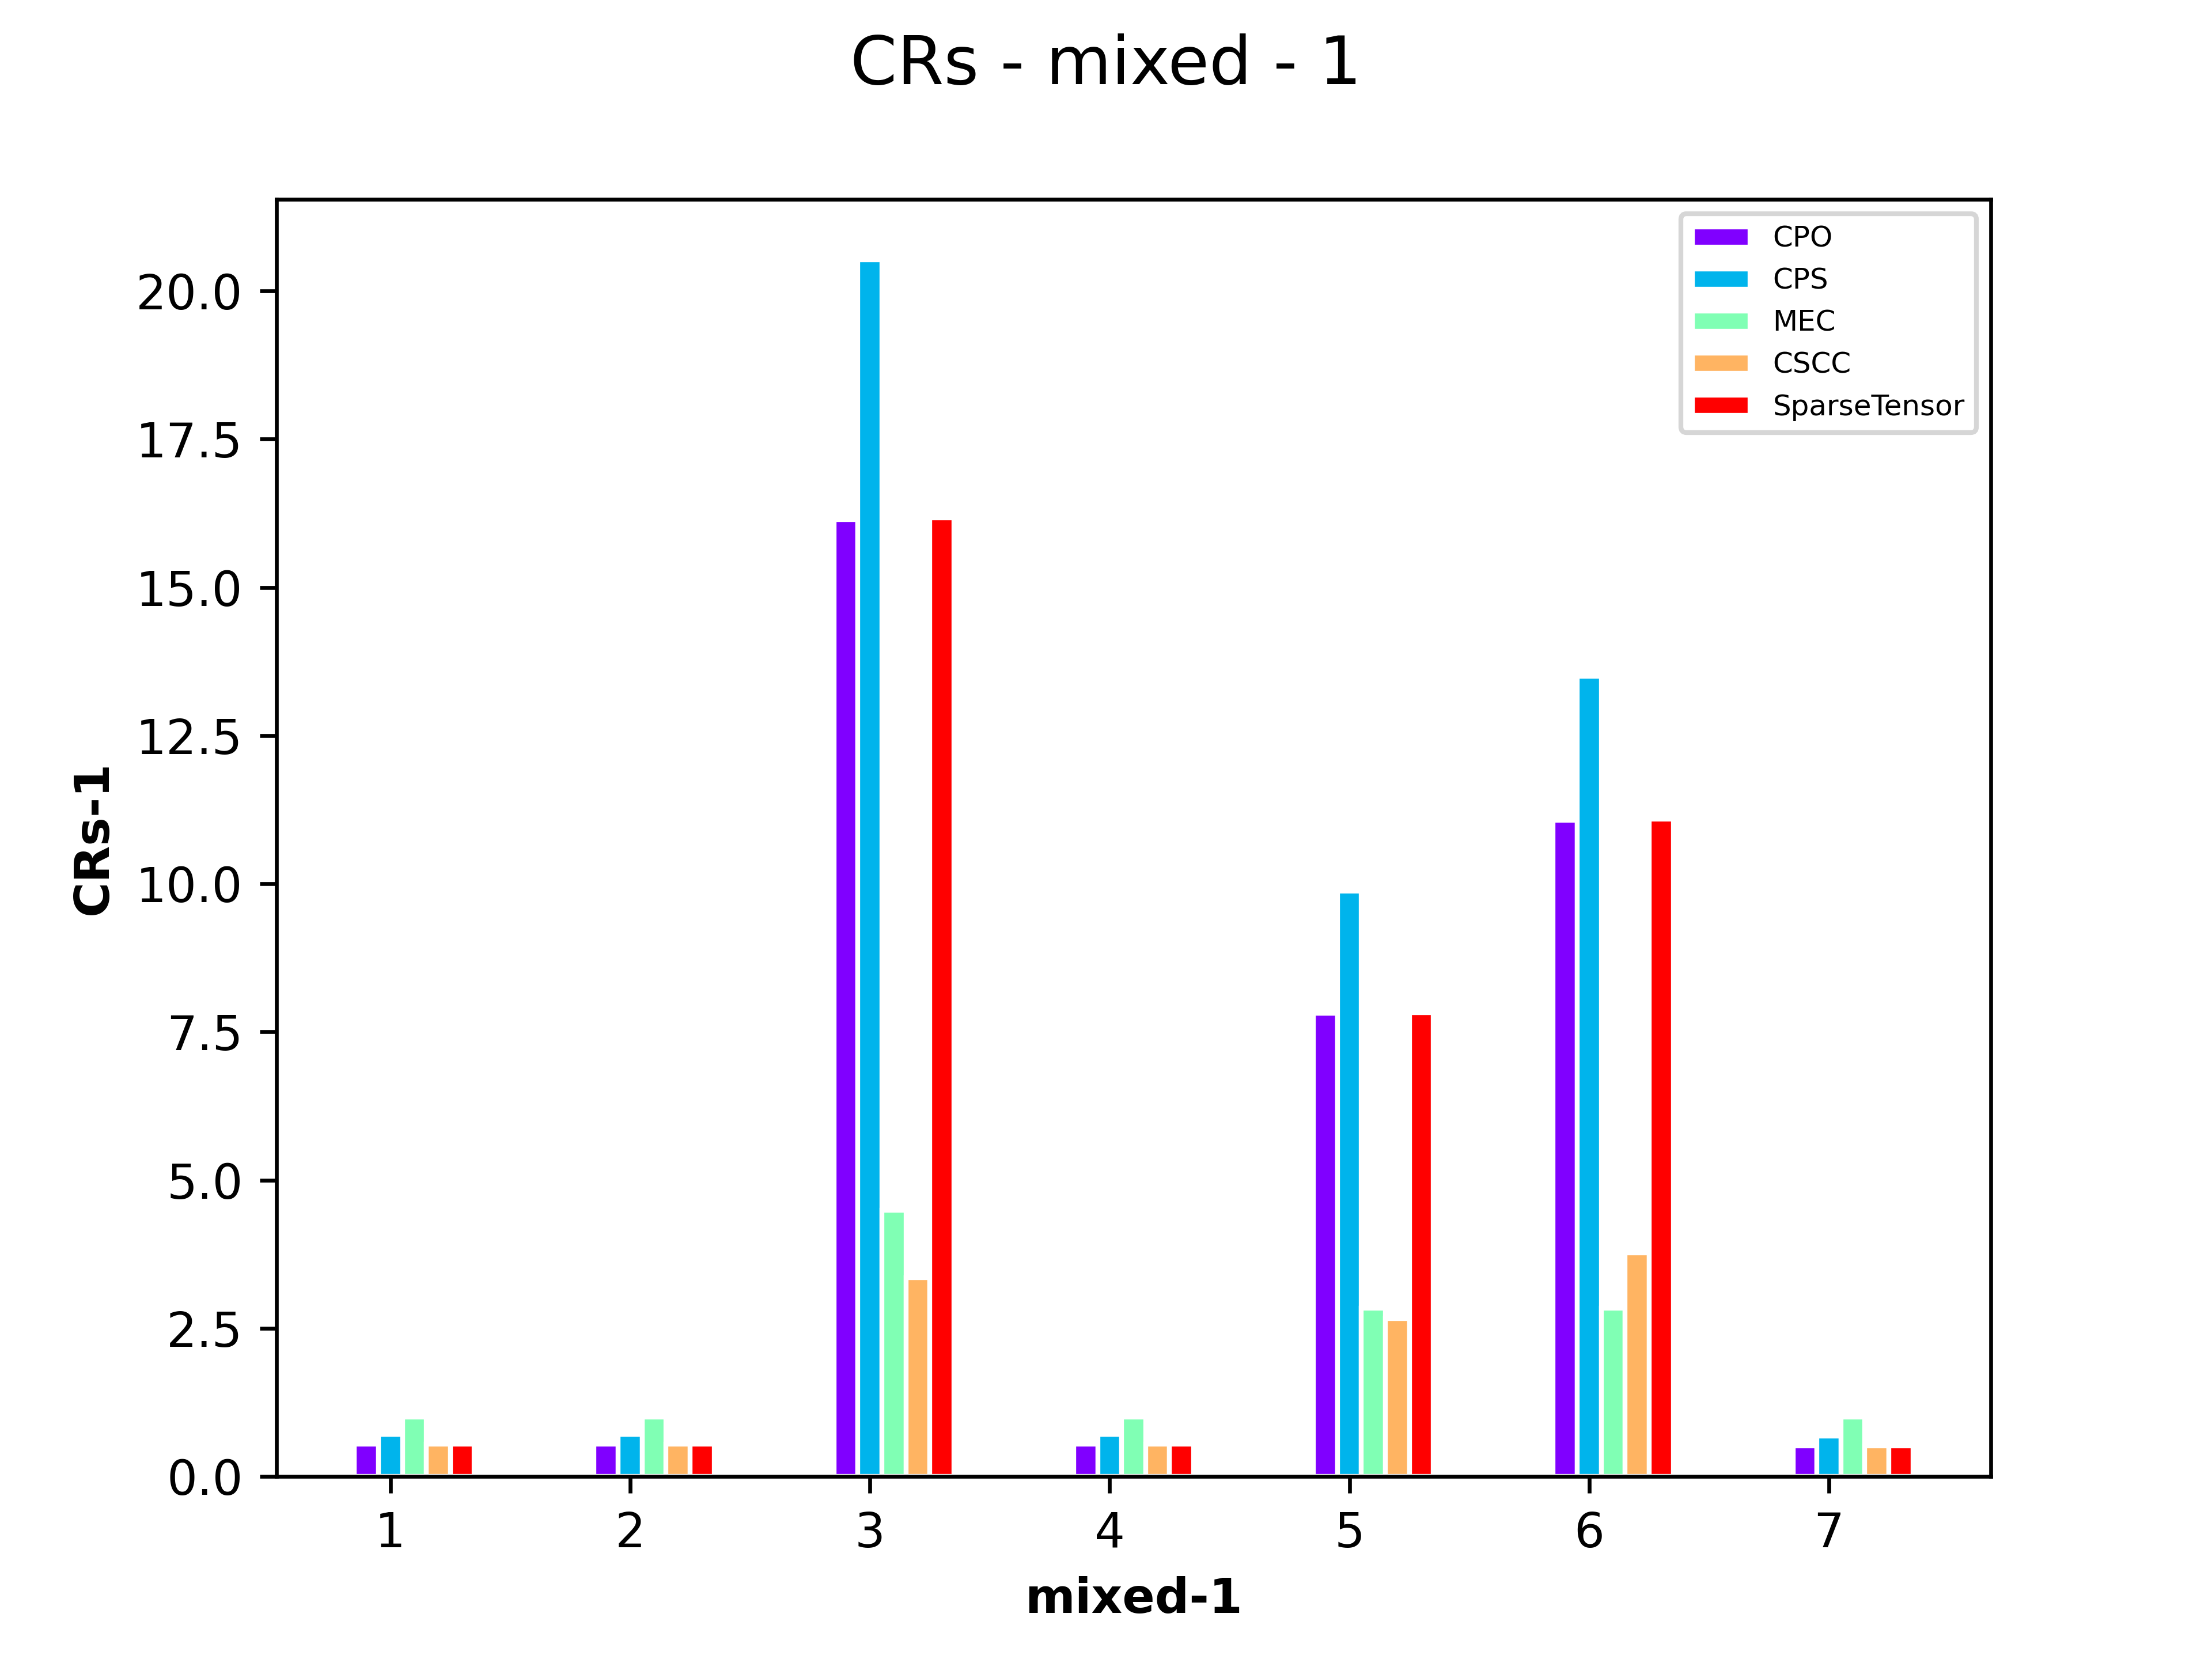 CRs - mixed - 1
CPO
CPS
MEC
CSCC
SparseTensor
20.0
17.5
15.0
12.5
10.0
7.5
5.0
2.5
0.0
CRs-1
1 2 3 4 5 6 7
mixed-1